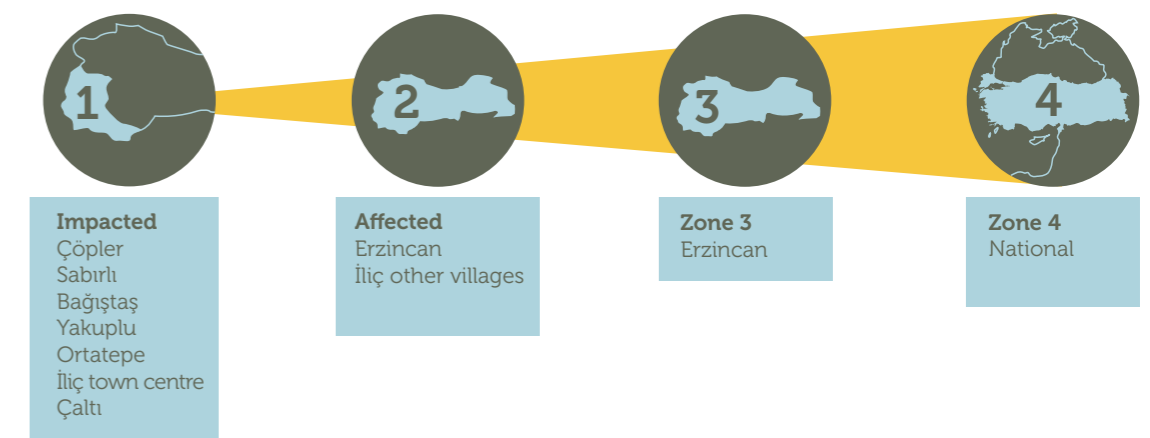 1
2
3
4
Impacted
Çöpler
Sabırlı
Bağıştaş
Yakuplu
Ortatepe
İliç town centre
Çaltı
Affected
Erzincan
İliç other villages
Zone 3
Erzincan
Zone 4
National